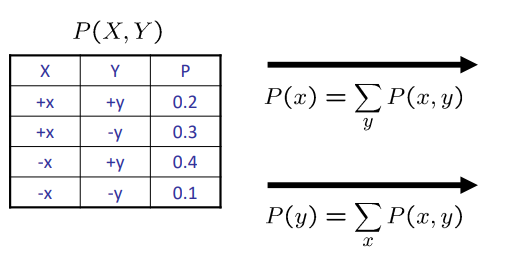 P(X, Y)
X Y P
+x +y 0.2
+x -y 0.3
-x +y 0.4
-x -y 0.1
P(x) = ∑_y P(x, y)
P(y) = ∑_x P(x, y)